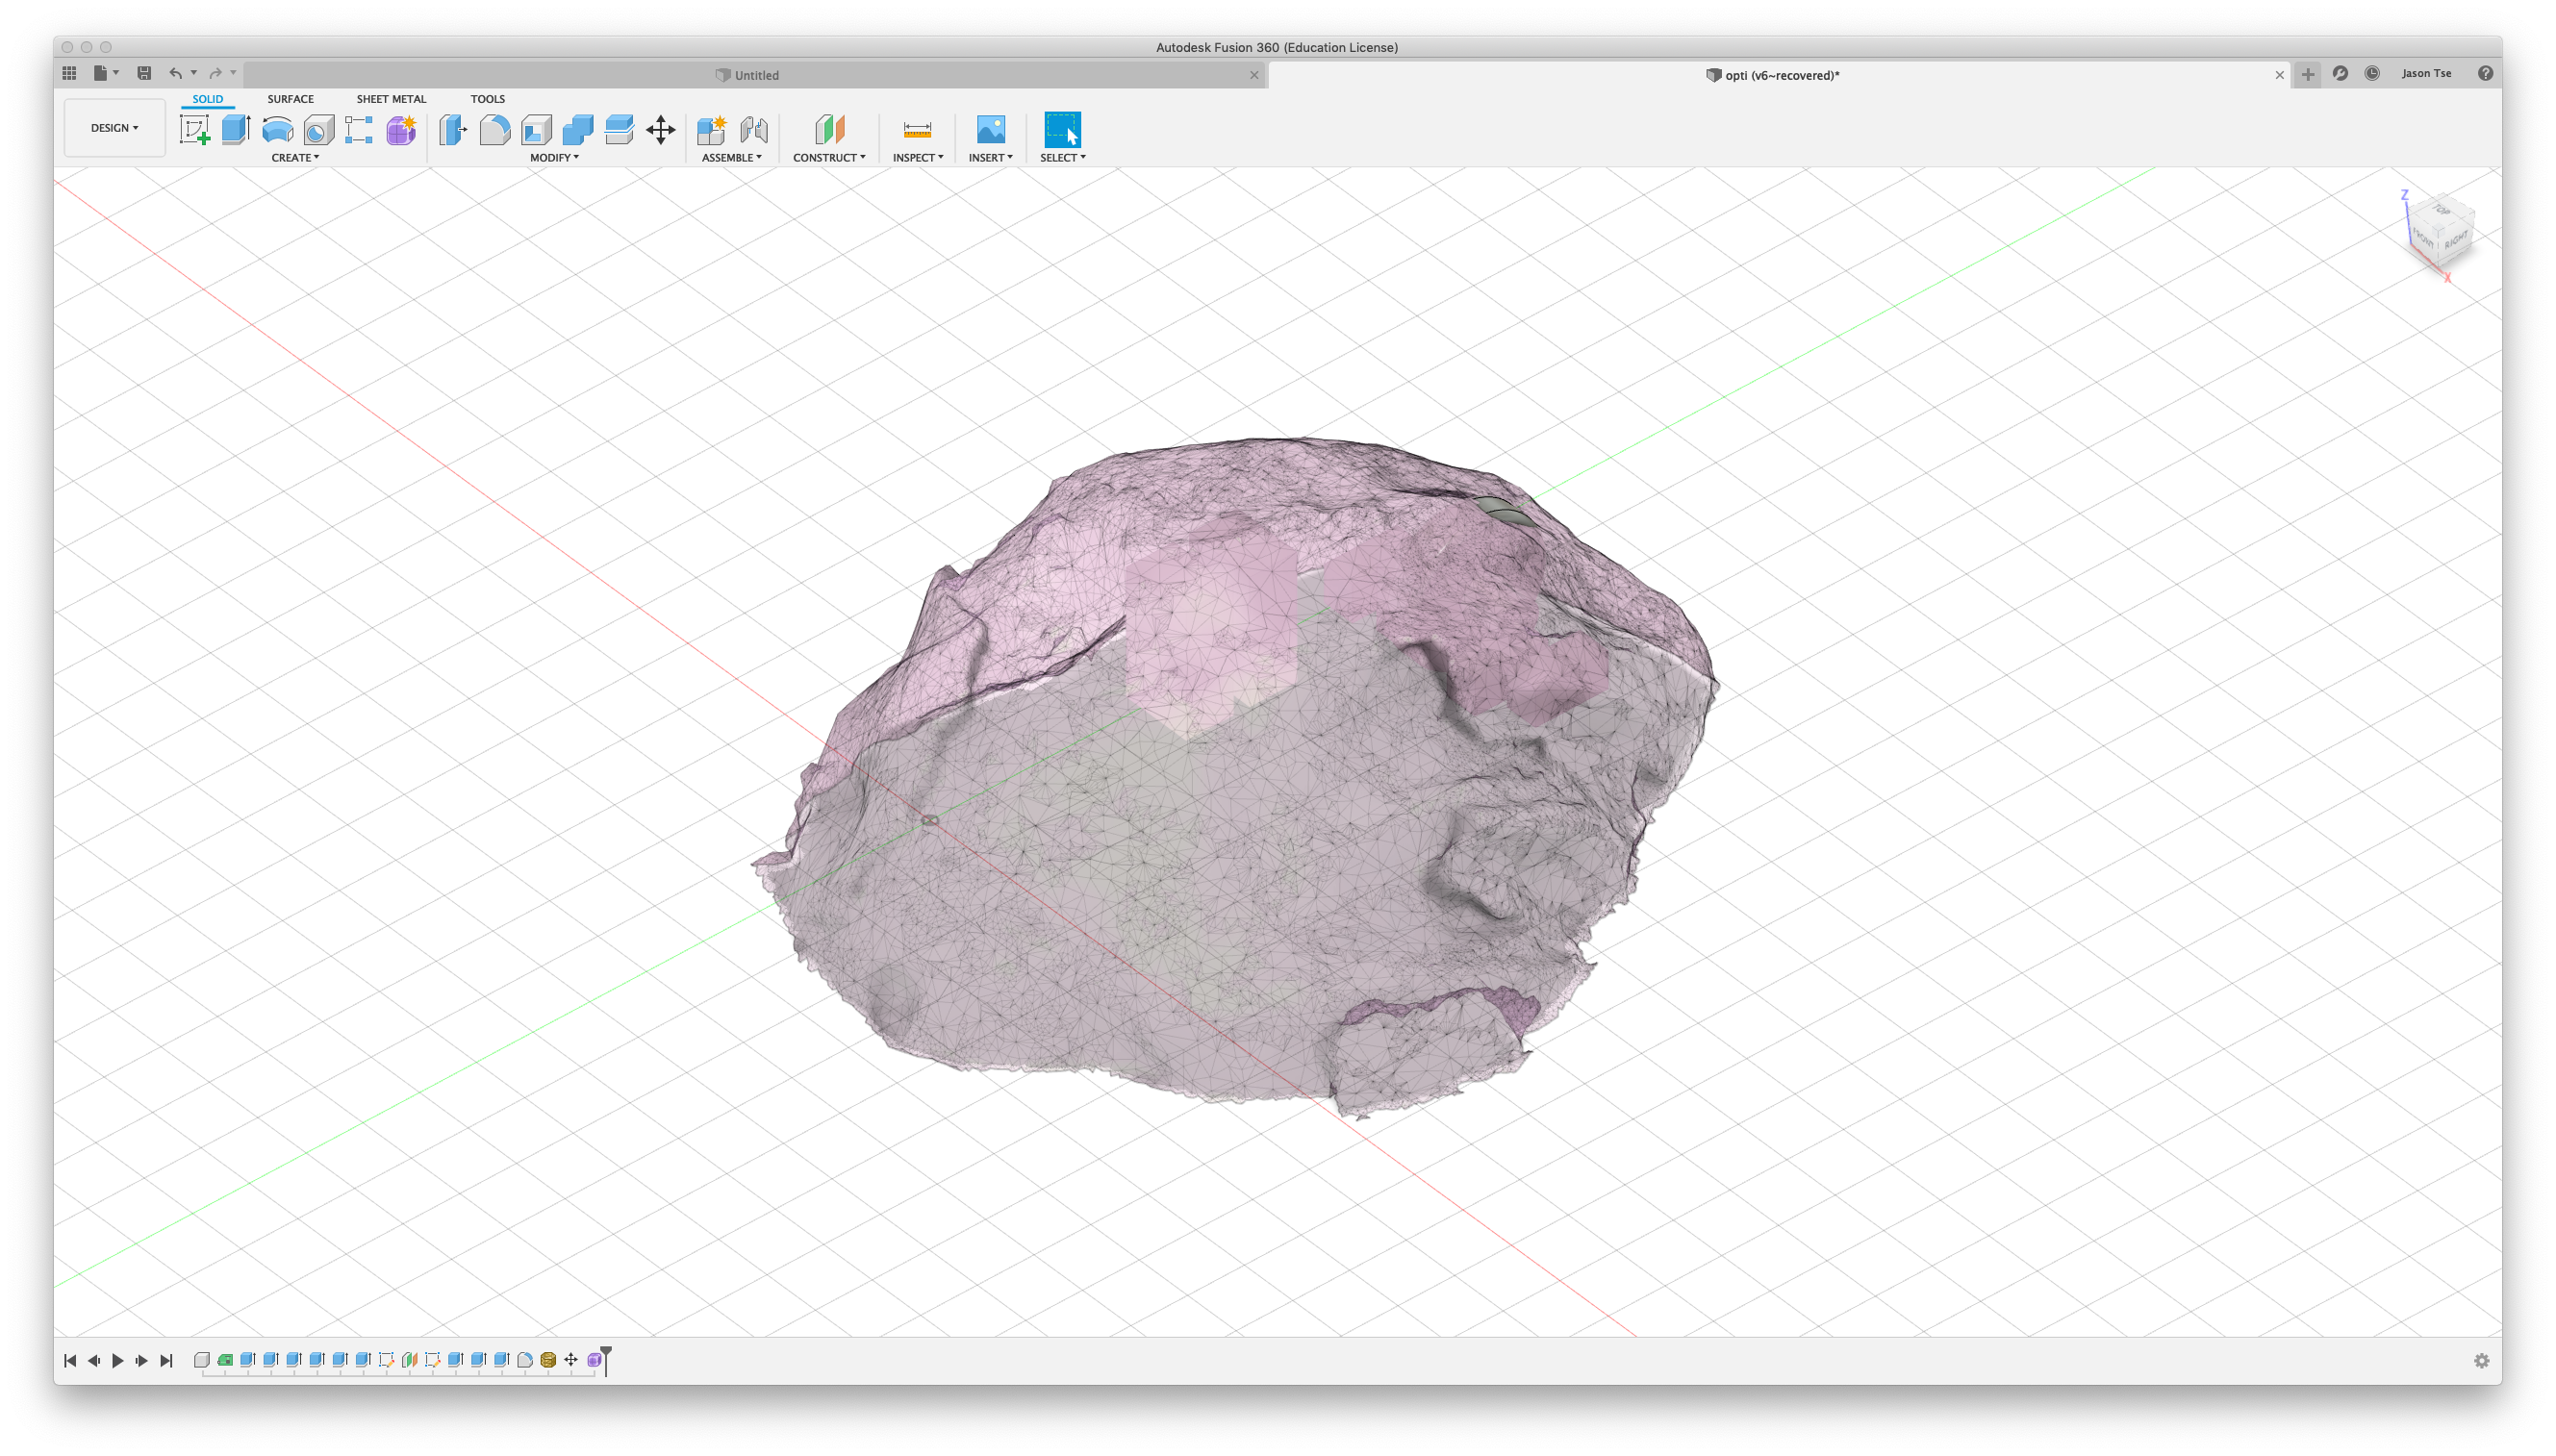 Autodesk Fusion 360 (Education License)
Untitled
opti (v6~recovered)*
Jason Tse
DESIGN
SOLID
SURFACE
SHEET METAL
TOOLS
CREATE
MODIFY
ASSEMBLE
CONSTRUCT
INSPECT
INSERT
SELECT
Z
TOP
FRONT
RIGHT
X